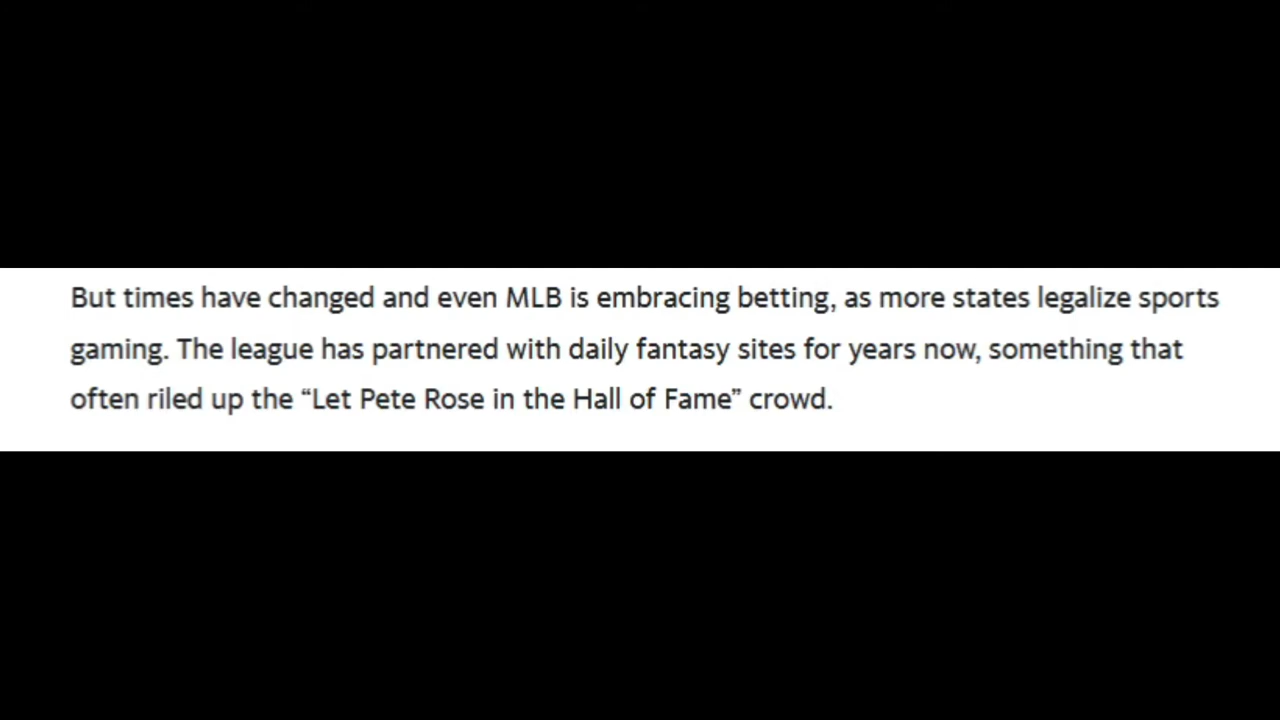 But times have changed and even MLB is embracing betting, as more states legalize sports
gaming. The league has partnered with daily fantasy sites for years now, something that
often riled up the “Let Pete Rose in the Hall of Fame” crowd.